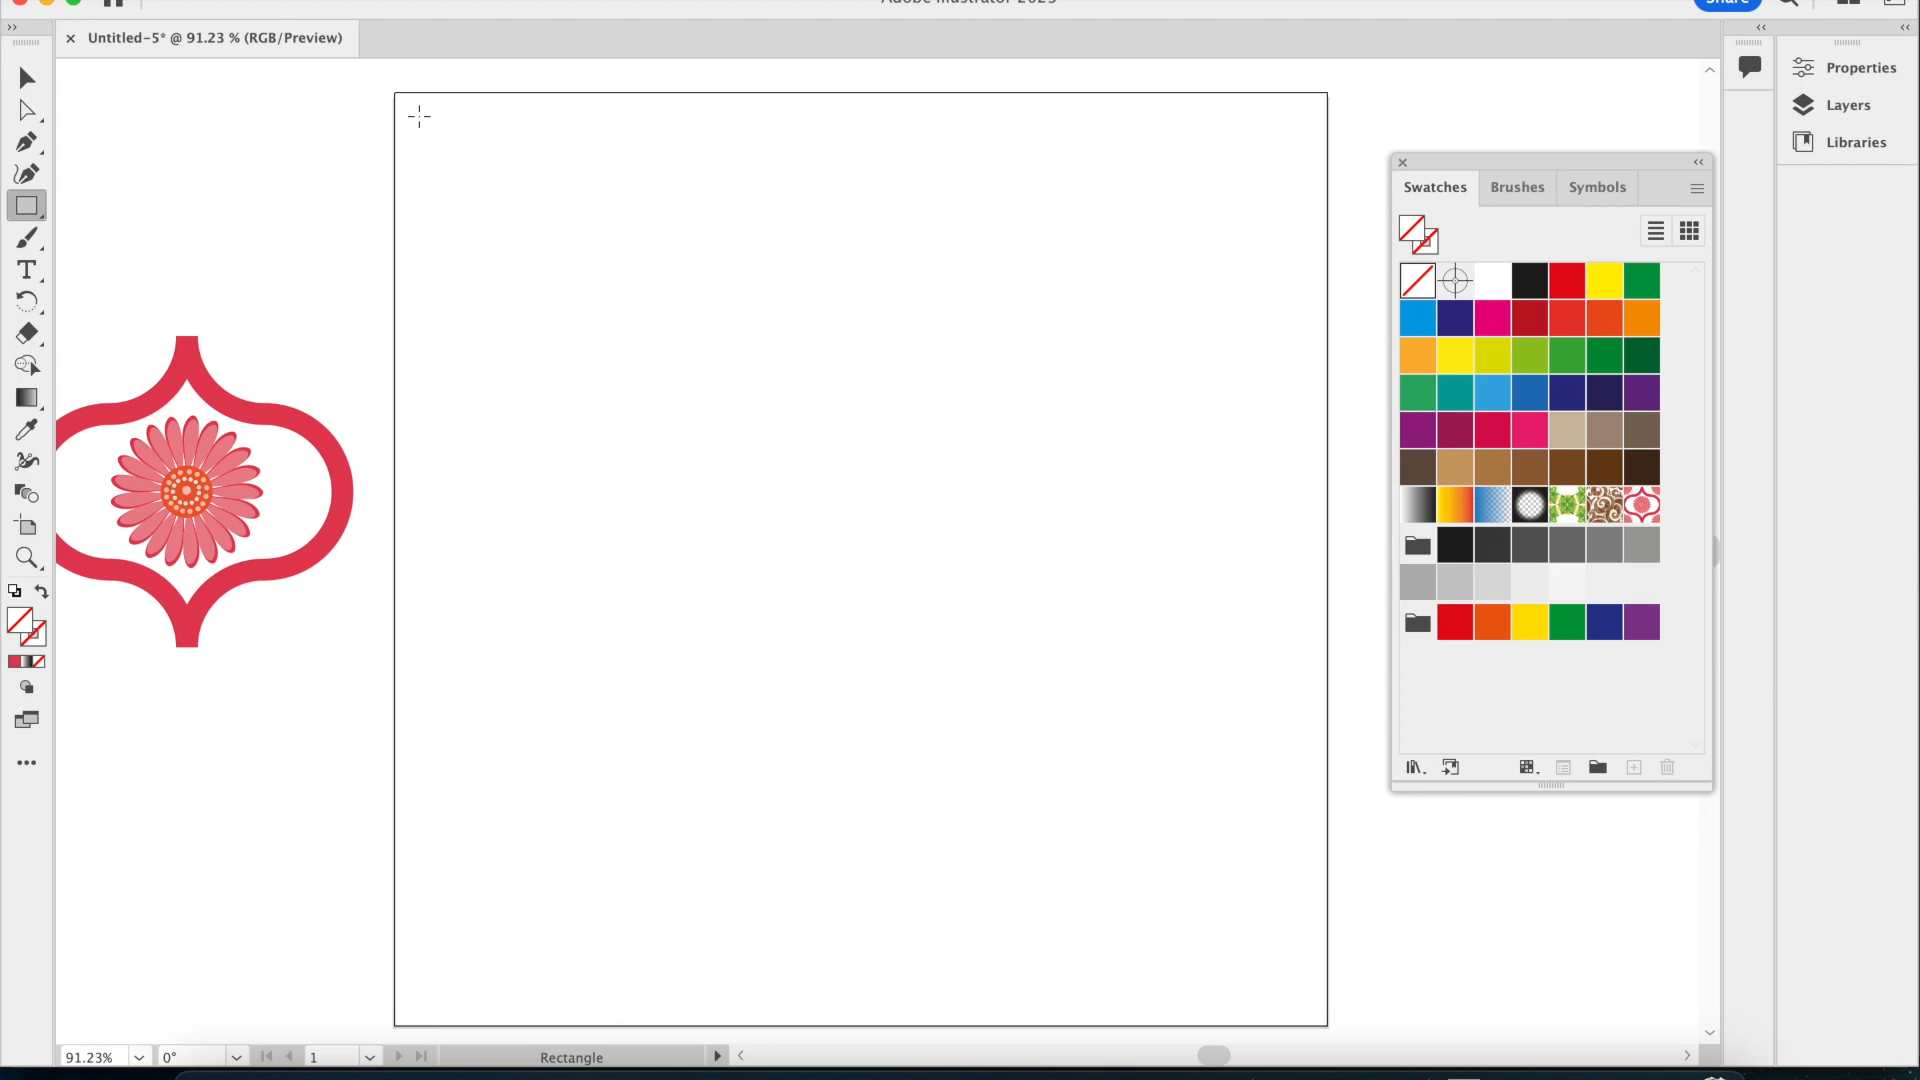 Adobe Illustrator 2023
Share
Untitled-5* @ 91.23 % (RGB/Preview)
Properties
Layers
Libraries
Swatches
Brushes
Symbols
91.23%
0°
1
Rectangle